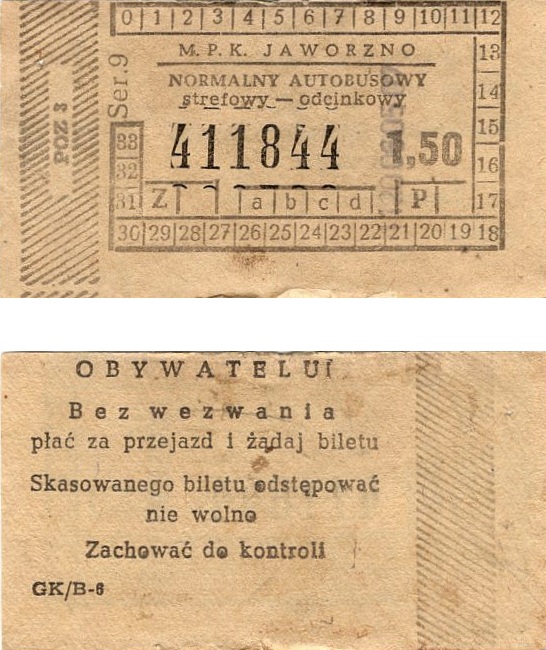 0 1 2 3 4 5 6 7 8 9 10 11 12
M.P.K. JAWORZNO
13
NORMALNY AUTOBUSOWY
14
strefowy — odcinkowy
Ser. 9
POZ 3
15
411844 1,50
33
16
32
31 Z a b c d P 17
30 29 28 27 26 25 24 23 22 21 20 19 18
OBYWATELU!
Bez wezwania
płać za przejazd i żądaj biletu
Skasowanego biletu odstępować
nie wolno
Zachować do kontroli
GK/B-6